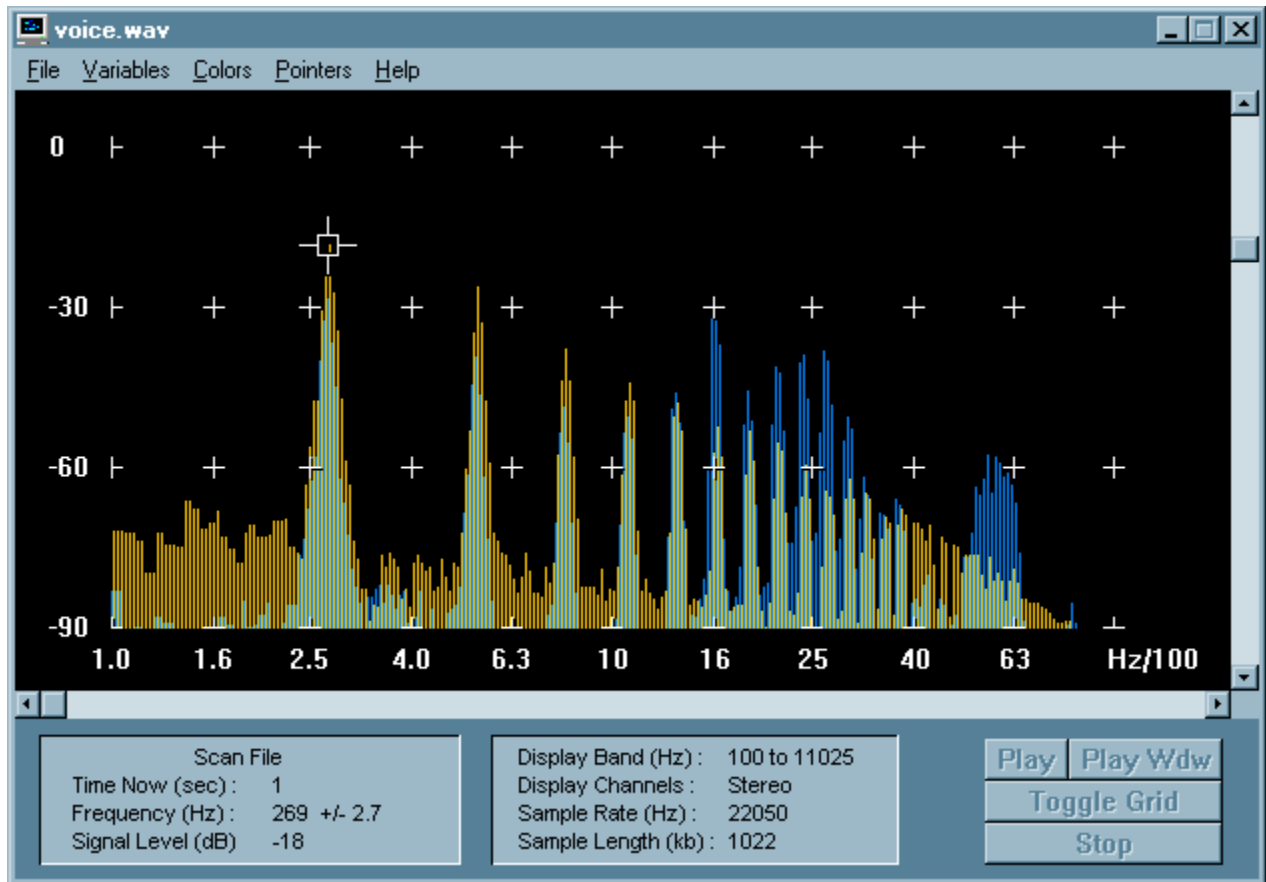 voice.wav
File Variables Colors Pointers Help
0
-30
-60
-90
1.0 1.6 2.5 4.0 6.3 10 16 25 40 63 Hz/100
Scan File
Time Now (sec) : 1
Frequency (Hz) : 269 +/- 2.7
Signal Level (dB) -18
Display Band (Hz) : 100 to 11025
Display Channels : Stereo
Sample Rate (Hz) : 22050
Sample Length (kb) : 1022
Play Play Wdw
Toggle Grid
Stop